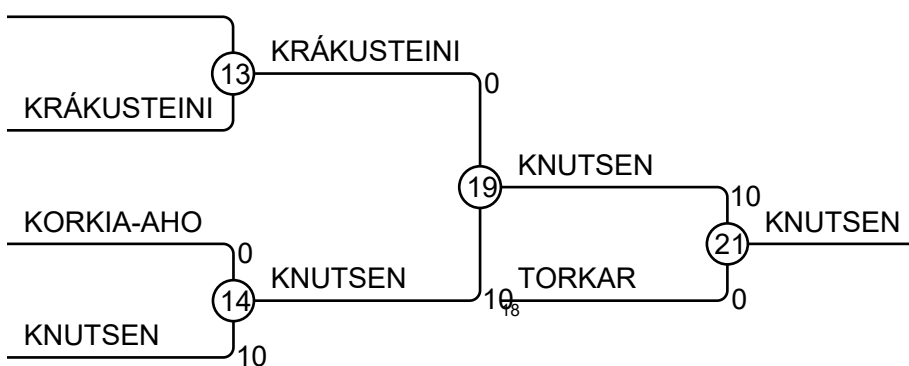 KRÁKUSTEINI
13
0
KRÁKUSTEINI
KNUTSEN
19
10
KORKIA-AHO
KNUTSEN
21
0
KNUTSEN
TORKAR
14
10
18
0
KNUTSEN
10